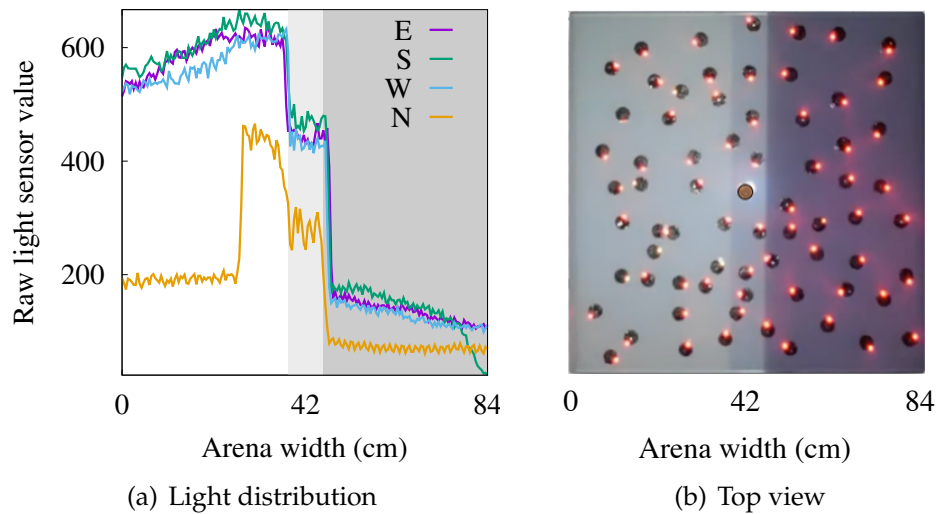 Raw light sensor value
600
400
200
E
S
W
N
0
42
84
Arena width (cm)
(a) Light distribution
0
42
84
Arena width (cm)
(b) Top view